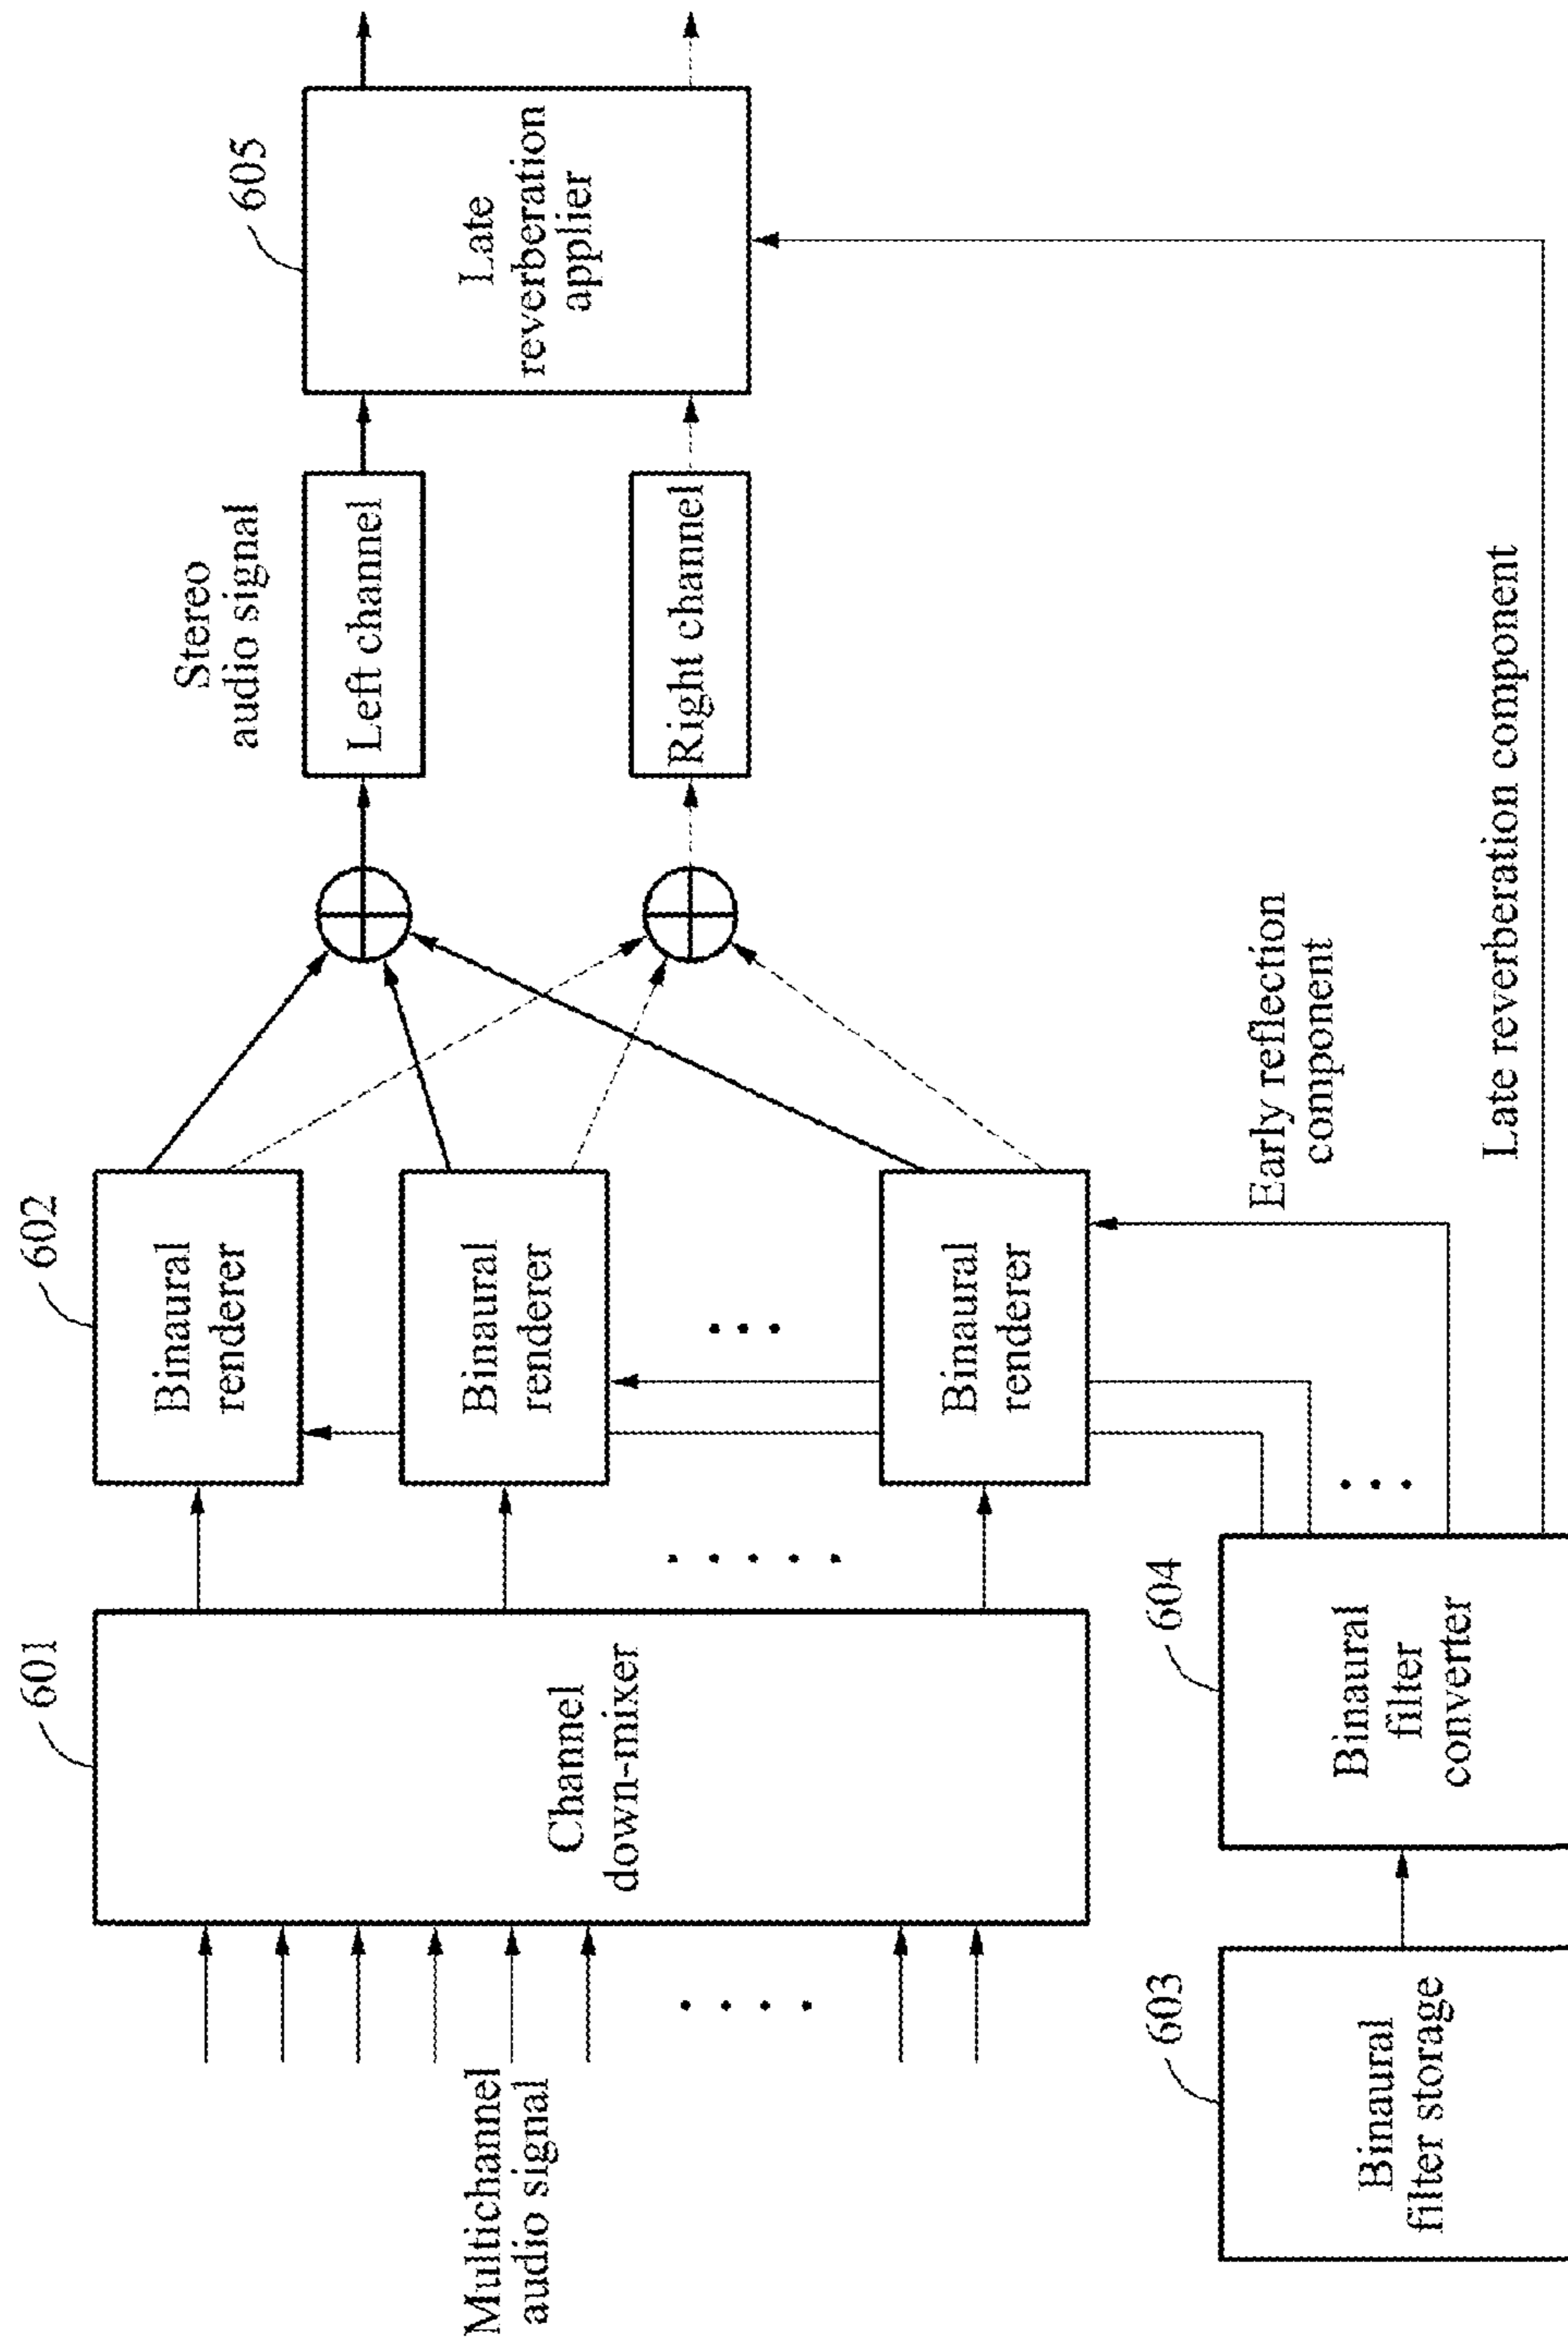 601
602
Stereo
audio signal
605
Multichannel
audio signal
Channel
down-mixer
Binaural
renderer
Binaural
renderer
Binaural
renderer
Left channel
Right channel
Late
reverberation
applier
603
Binaural
filter storage
604
Binaural
filter
converter
Early reflection
component
Late reverberation component